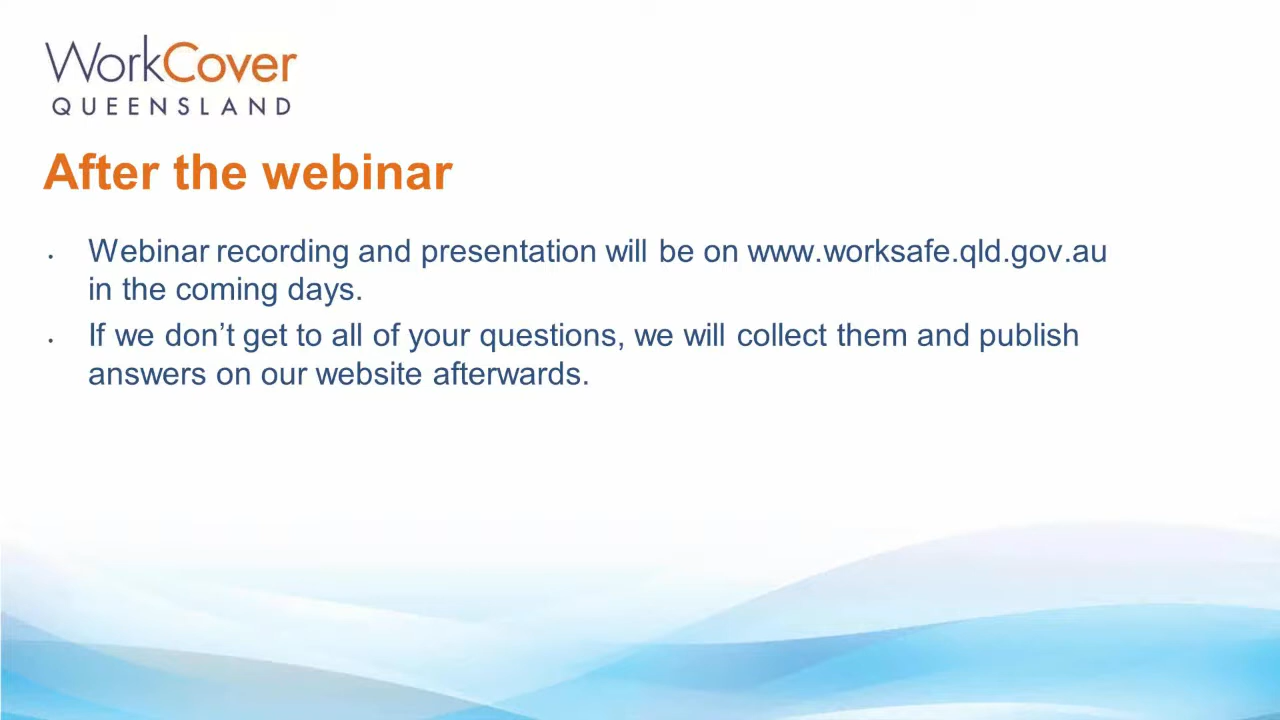 WorkCover
QUEENSLAND
After the webinar
• Webinar recording and presentation will be on www.worksafe.qld.gov.au
in the coming days.
• If we don’t get to all of your questions, we will collect them and publish
answers on our website afterwards.